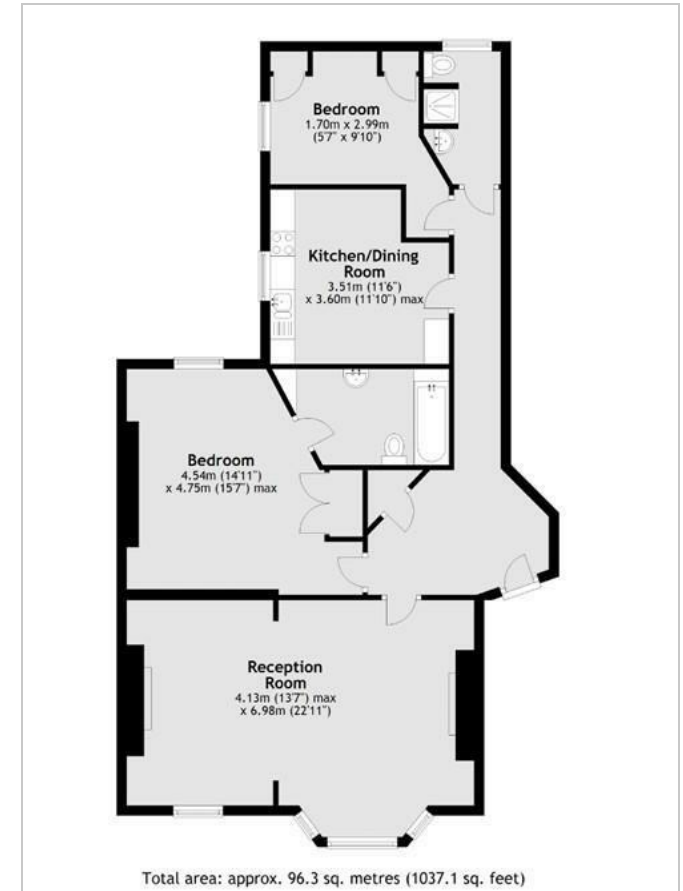 Bedroom
1.70m x 2.99m
(5'7" x 9'10")
Kitchen/Dining
Room
3.51m (11'6")
x 3.60m (11'10") max
Bedroom
4.54m (14'11")
x 4.75m (15'7") max
Reception
Room
4.13m (13'7") max
x 6.98m (22'11")
Total area: approx. 96.3 sq. metres (1037.1 sq. feet)